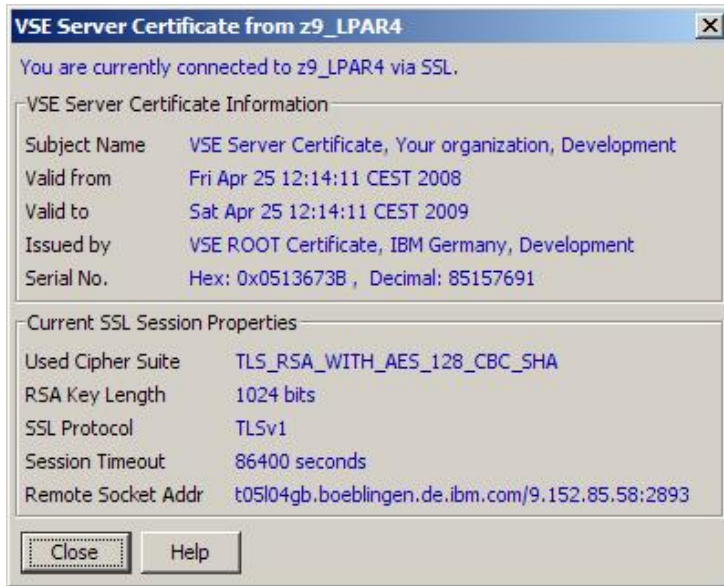 VSE Server Certificate from z9_LPAR4
You are currently connected to z9_LPAR4 via SSL.
VSE Server Certificate Information
Subject Name VSE Server Certificate, Your organization, Development
Valid from Fri Apr 25 12:14:11 CEST 2008
Valid to Sat Apr 25 12:14:11 CEST 2009
Issued by VSE ROOT Certificate, IBM Germany, Development
Serial No. Hex: 0x0513673B , Decimal: 85157691
Current SSL Session Properties
Used Cipher Suite TLS_RSA_WITH_AES_128_CBC_SHA
RSA Key Length 1024 bits
SSL Protocol TLSv1
Session Timeout 86400 seconds
Remote Socket Addr t05l04gb.boeblingen.de.ibm.com/9.152.85.58:2893
Close Help